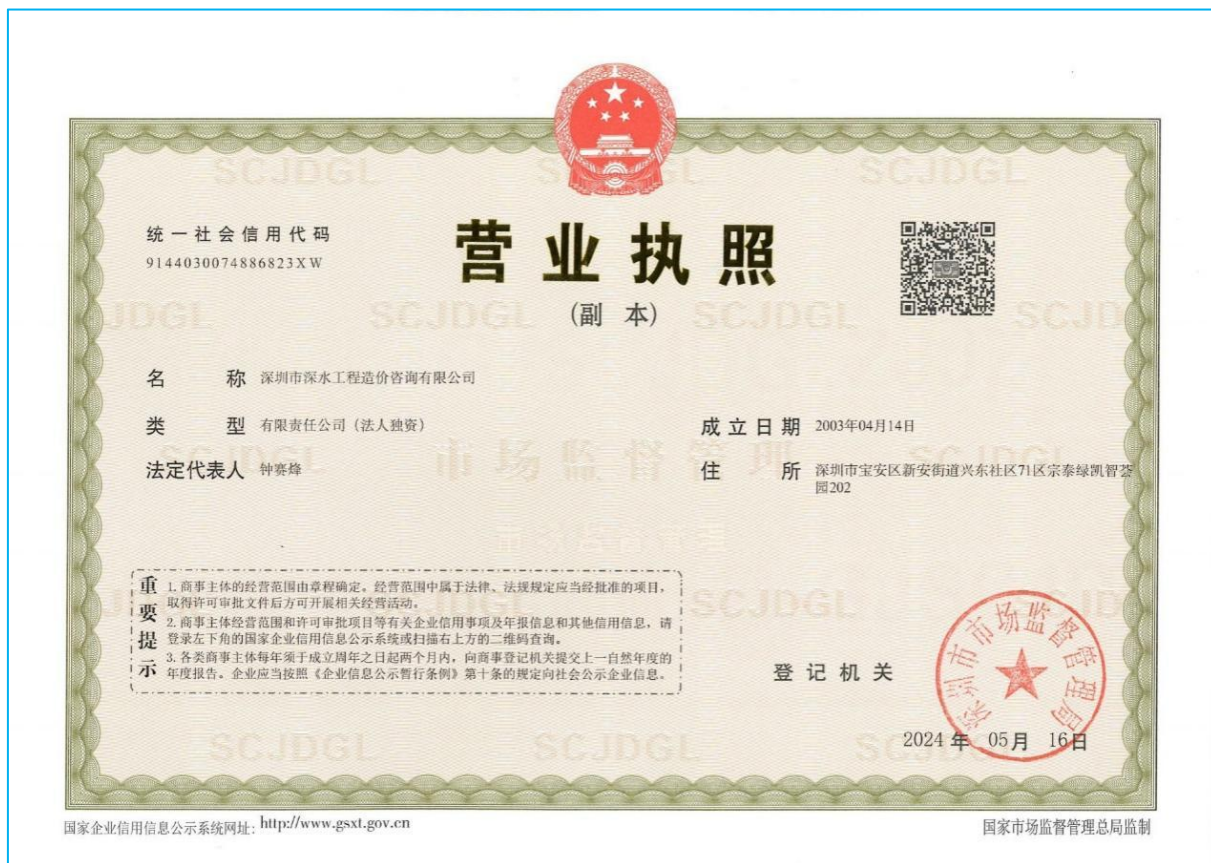 统一社会信用代码
9144030074886823XW
营业执照
(副 本)
名 称 深圳市深水工程造价咨询有限公司
类 型 有限责任公司(法人独资)
法定代表人 钟赛烽
成立日期 2003年04月14日
住 所 深圳市宝安区新安街道兴东社区71区宗泰绿凯智荟
园202
重要提示
1. 商事主体的经营范围由章程确定。经营范围中属于法律、法规规定应当经批准的项目,
取得许可审批文件后方可开展相关经营活动。
2. 商事主体经营范围和许可审批项目等有关企业信用事项及年报信息和其他信用信息,请
登录左下角的国家企业信用信息公示系统或扫描右上方的二维码查询。
3. 各类商事主体每年须于成立周年之日起两个月内,向商事登记机关提交上一自然年度的
年度报告。企业应当按照《企业信息公示暂行条例》第十条的规定向社会公示企业信息。
登记机关
深圳市市场监督管理局
2024 年 05月 16日
国家企业信用信息公示系统网址:http://www.gsxt.gov.cn
国家市场监督管理总局监制
SCJDGL
市场监督管理